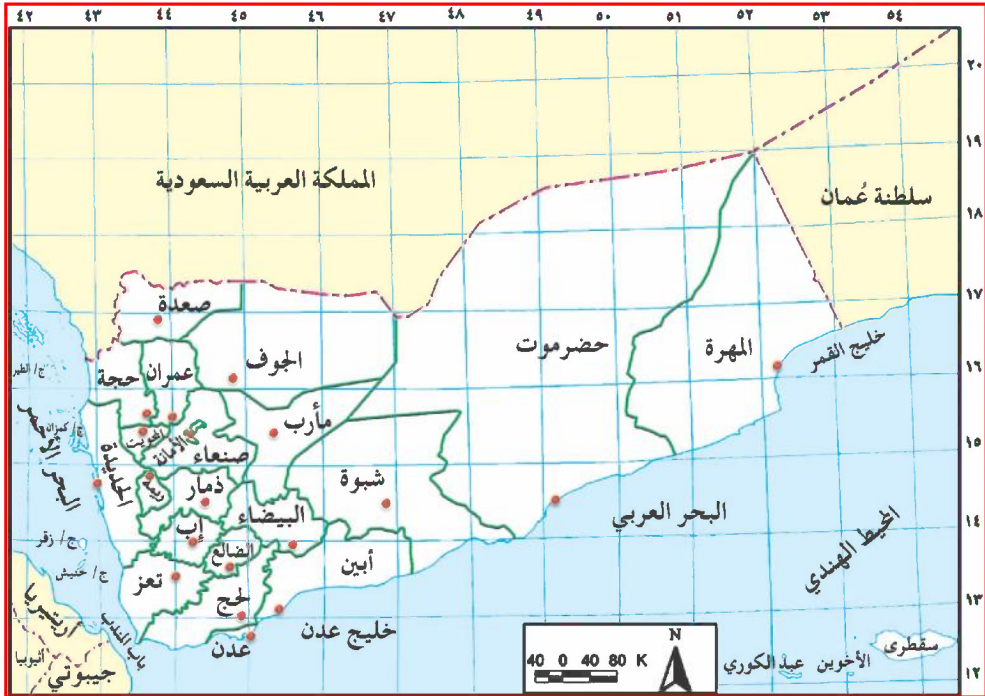 ٤٢ ٤٣ ٤٤ ٤٥ ٤٦ ٤٧ ٤٨ ٤٩ ٥٠ ٥١ ٥٢ ٥٣ ٥٤
٢٠
١٩
المملكة العربية السعودية
سلطنة عُمان
١٨
صعدة
١٧
خليج القمر
المهرة
حضرموت
الجوف
عمران
حجة
ج/ الطير
١٦
مأرب
ج/ كمران
المحويت
الأمانة
صنعاء
١٥
البحر الأحمر
الحديدة
ريمة
ذمار
شبوة
البيضاء
البحر العربي
المحيط الهندي
١٤
ج/ زقر
إب
الضالع
أبين
ج/ حنيش
تعز
لحج
١٣
أريتيريا
باب المندب
عدن
خليج عدن
سقطرى
أثيوبيا
جيبوتي
الأخوين
عبد الكوري
١٢
N
40 0 40 80 K